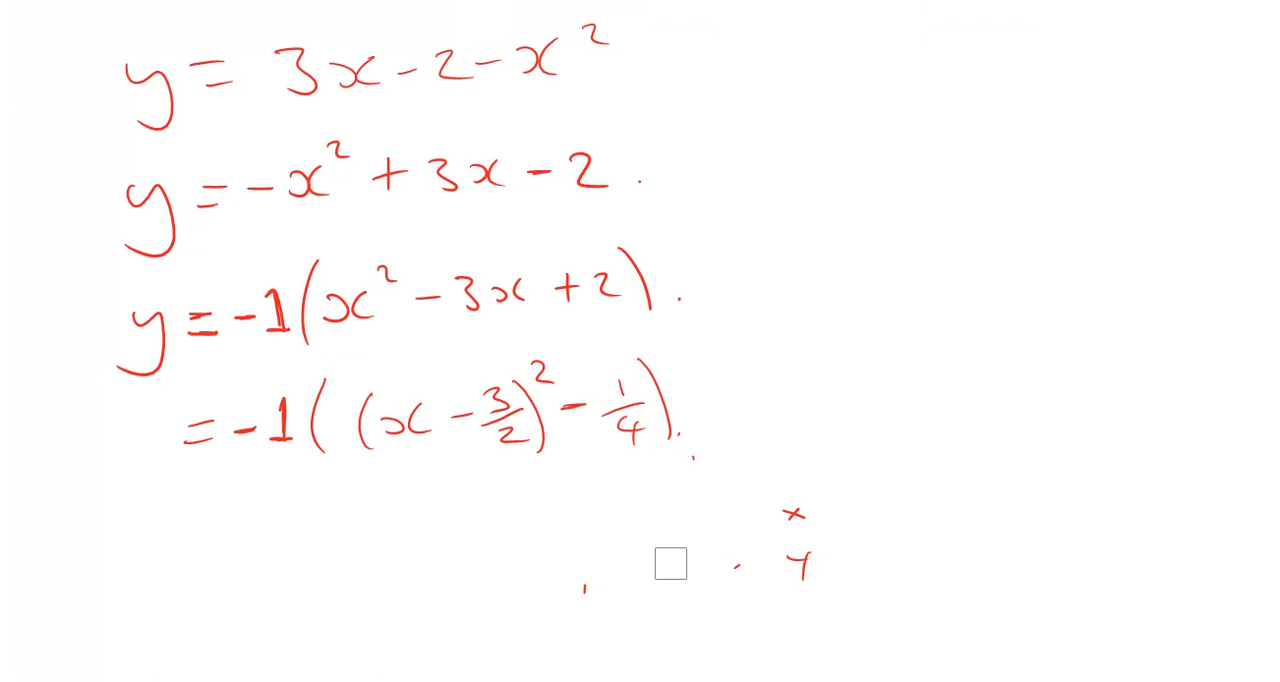 y = 3x - 2 - x²
y = -x² + 3x - 2.
y = -1(x² - 3x + 2).
= -1((x - 3/2)² - 1/4).
x
y